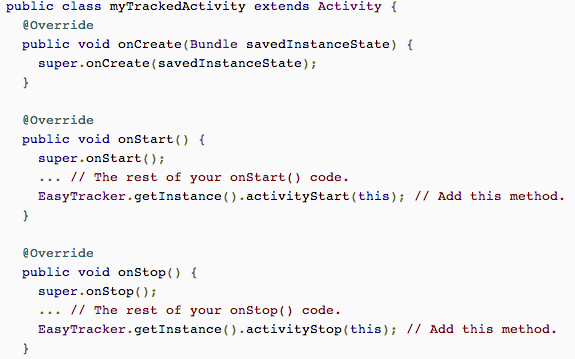 public class myTrackedActivity extends Activity {
  @Override
  public void onCreate(Bundle savedInstanceState) {
    super.onCreate(savedInstanceState);
  }

  @Override
  public void onStart() {
    super.onStart();
    ... // The rest of your onStart() code.
    EasyTracker.getInstance().activityStart(this); // Add this method.
  }

  @Override
  public void onStop() {
    super.onStop();
    ... // The rest of your onStop() code.
    EasyTracker.getInstance().activityStop(this); // Add this method.
  }